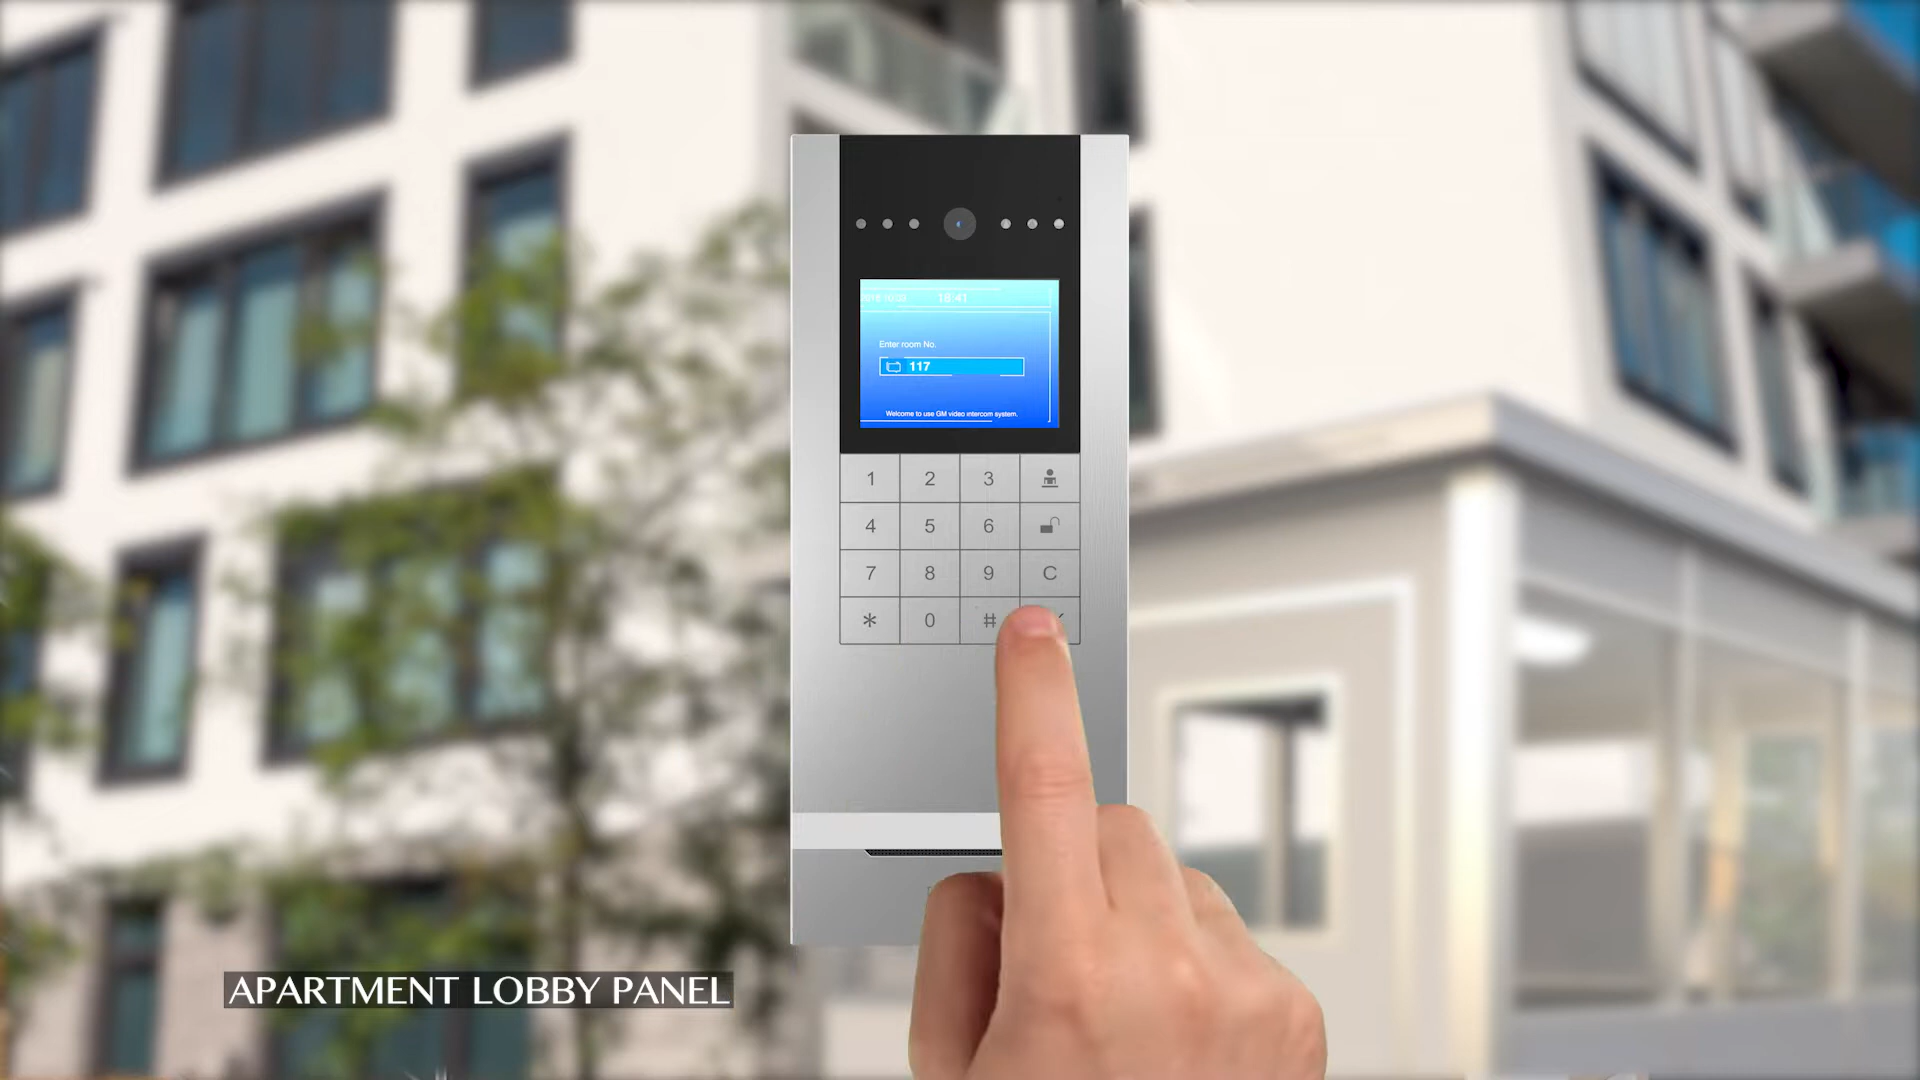 18:41
Enter room No.
117
Welcome to use GM video intercom system.
1 2 3
4 5 6
7 8 9 C
* 0 #
APARTMENT LOBBY PANEL